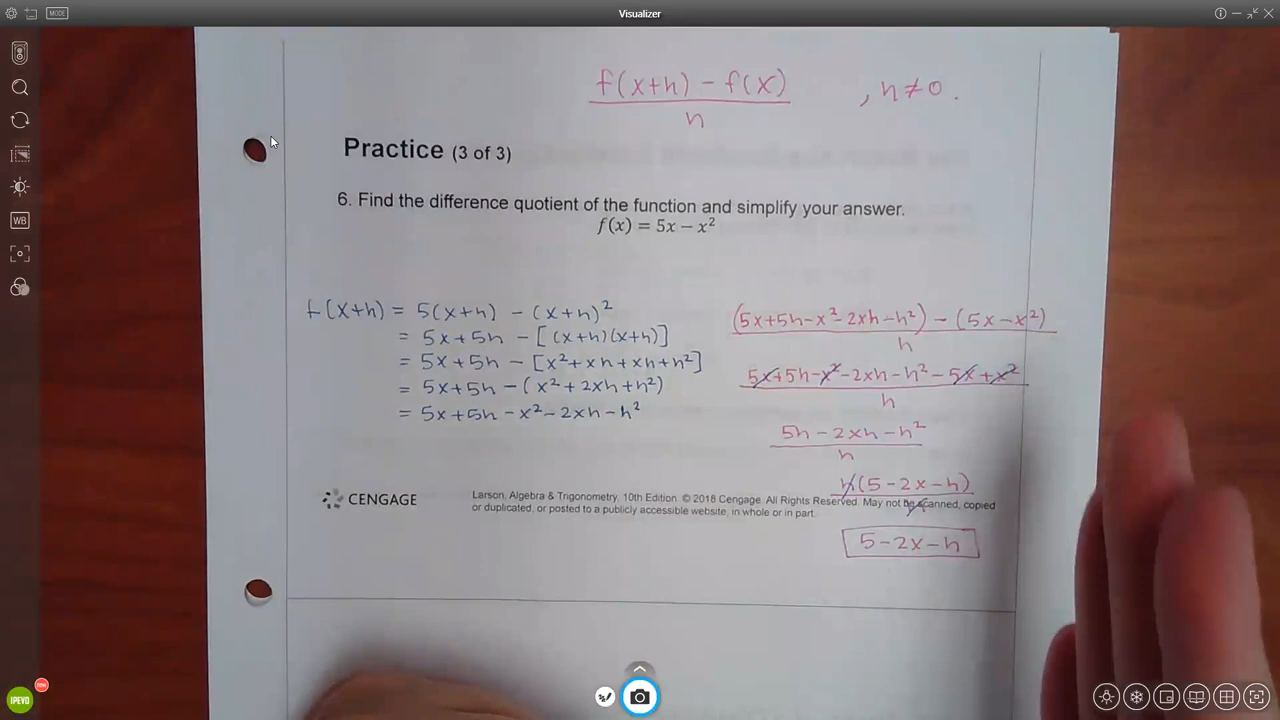 MODE
Visualizer
f(x+h) - f(x)
h
, h≠0.
Practice (3 of 3)
6. Find the difference quotient of the function and simplify your answer.
f(x) = 5x − x²
f(x+h) = 5(x+h) - (x+h)²
= 5x+5h - [(x+h)(x+h)]
= 5x+5h - [x²+xh+xh+h²]
= 5x+5h - (x²+2xh+h²)
= 5x+5h-x²-2xh-h²
(5x+5h-x²-2xh-h²) - (5x-x²)
h
5x+5h-x²-2xh-h²-5x+x²
h
5h-2xh-h²
h
h(5-2x-h)
h
5-2x-h
CENGAGE
Larson, Algebra & Trigonometry, 10th Edition. © 2018 Cengage. All Rights Reserved. May not be scanned, copied
or duplicated, or posted to a publicly accessible website, in whole or in part.
WB
IPEVO
new